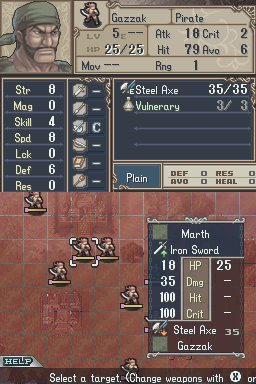 Gazzak Pirate
LV 5 E -- Atk 18 Crit 2
HP 25/25 Hit 79 Avo 6
Mov -- Rng 1
Str 8 —
Mag 0 —
Skill 4 C
Spd 8 —
Lck 0 —
Def 6 —
Res 0 —
E Steel Axe 35/35
Vulnerary 3/ 3
Plain DEF 0 RES 0
AVO 0 HEAL 0
Marth
Iron Sword
18 HP 25
35 Dmg –
100 Hit –
100 Crit –
Steel Axe 35
Gazzak
HELP
Select a target. (Change weapons with X or